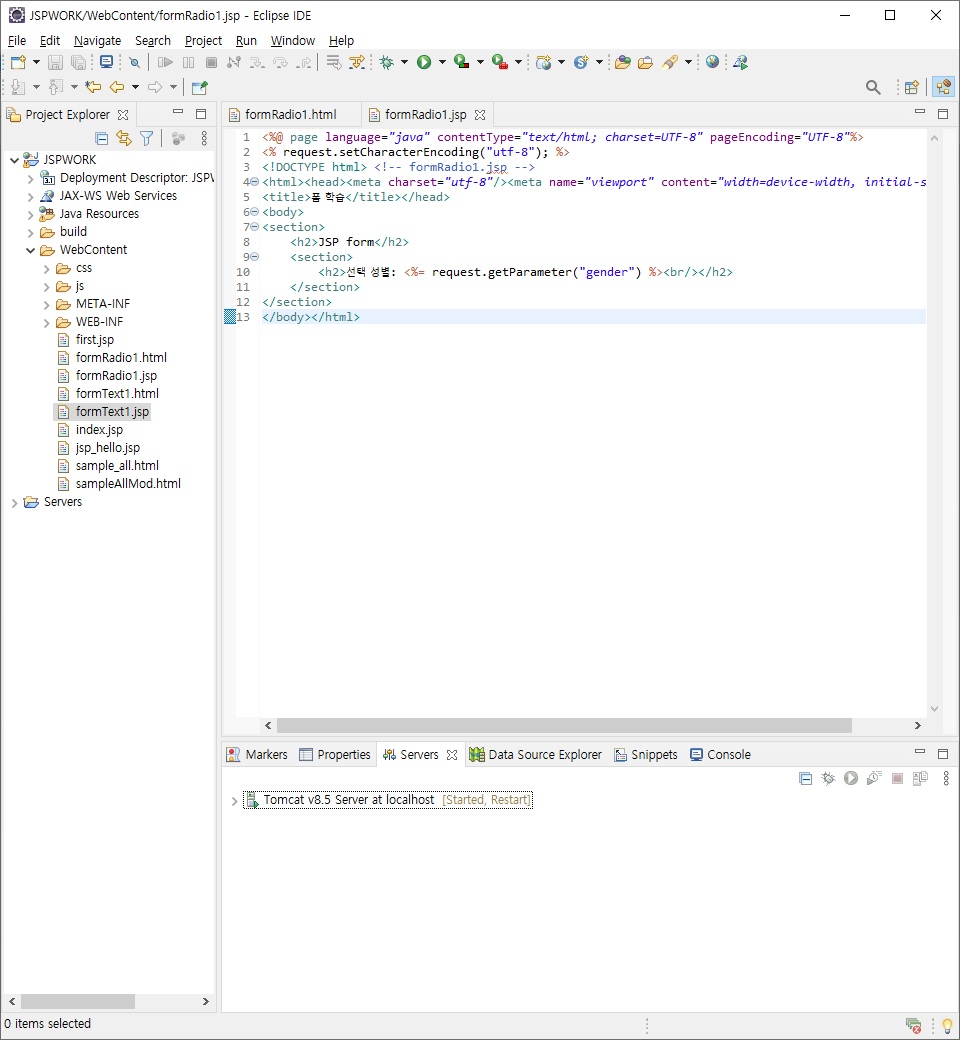 JSPWORK/WebContent/formRadio1.jsp - Eclipse IDE
File Edit Navigate Search Project Run Window Help
Project Explorer
JSPWORK
Deployment Descriptor: JSPW
JAX-WS Web Services
Java Resources
build
WebContent
css
js
META-INF
WEB-INF
first.jsp
formRadio1.html
formRadio1.jsp
formText1.html
formText1.jsp
index.jsp
jsp_hello.jsp
sample_all.html
sampleAllMod.html
Servers
formRadio1.html formRadio1.jsp
1 <%@ page language="java" contentType="text/html; charset=UTF-8" pageEncoding="UTF-8"%>
2 <% request.setCharacterEncoding("utf-8"); %>
3 <!DOCTYPE html> <!-- formRadio1.jsp -->
4 <html><head><meta charset="utf-8"/><meta name="viewport" content="width=device-width, initial-s
5 <title>폼 학습</title></head>
6 <body>
7 <section>
8 <h2>JSP form</h2>
9 <section>
10 <h2>선택 성별: <%= request.getParameter("gender") %><br/></h2>
11 </section>
12 </section>
13 </body></html>
Markers Properties Servers Data Source Explorer Snippets Console
Tomcat v8.5 Server at localhost [Started, Restart]
0 items selected